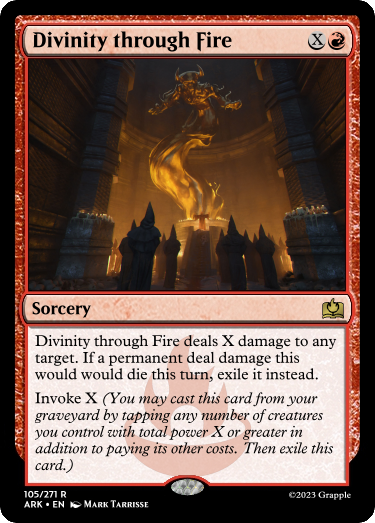 Divinity through Fire X
Sorcery
Divinity through Fire deals X damage to any
target. If a permanent deal damage this
would would die this turn, exile it instead.
Invoke X (You may cast this card from your
graveyard by tapping any number of creatures
you control with total power X or greater in
addition to paying its other costs. Then exile this
card.)
105/271 R
ARK • EN Mark Tarrisse
©2023 Grapple